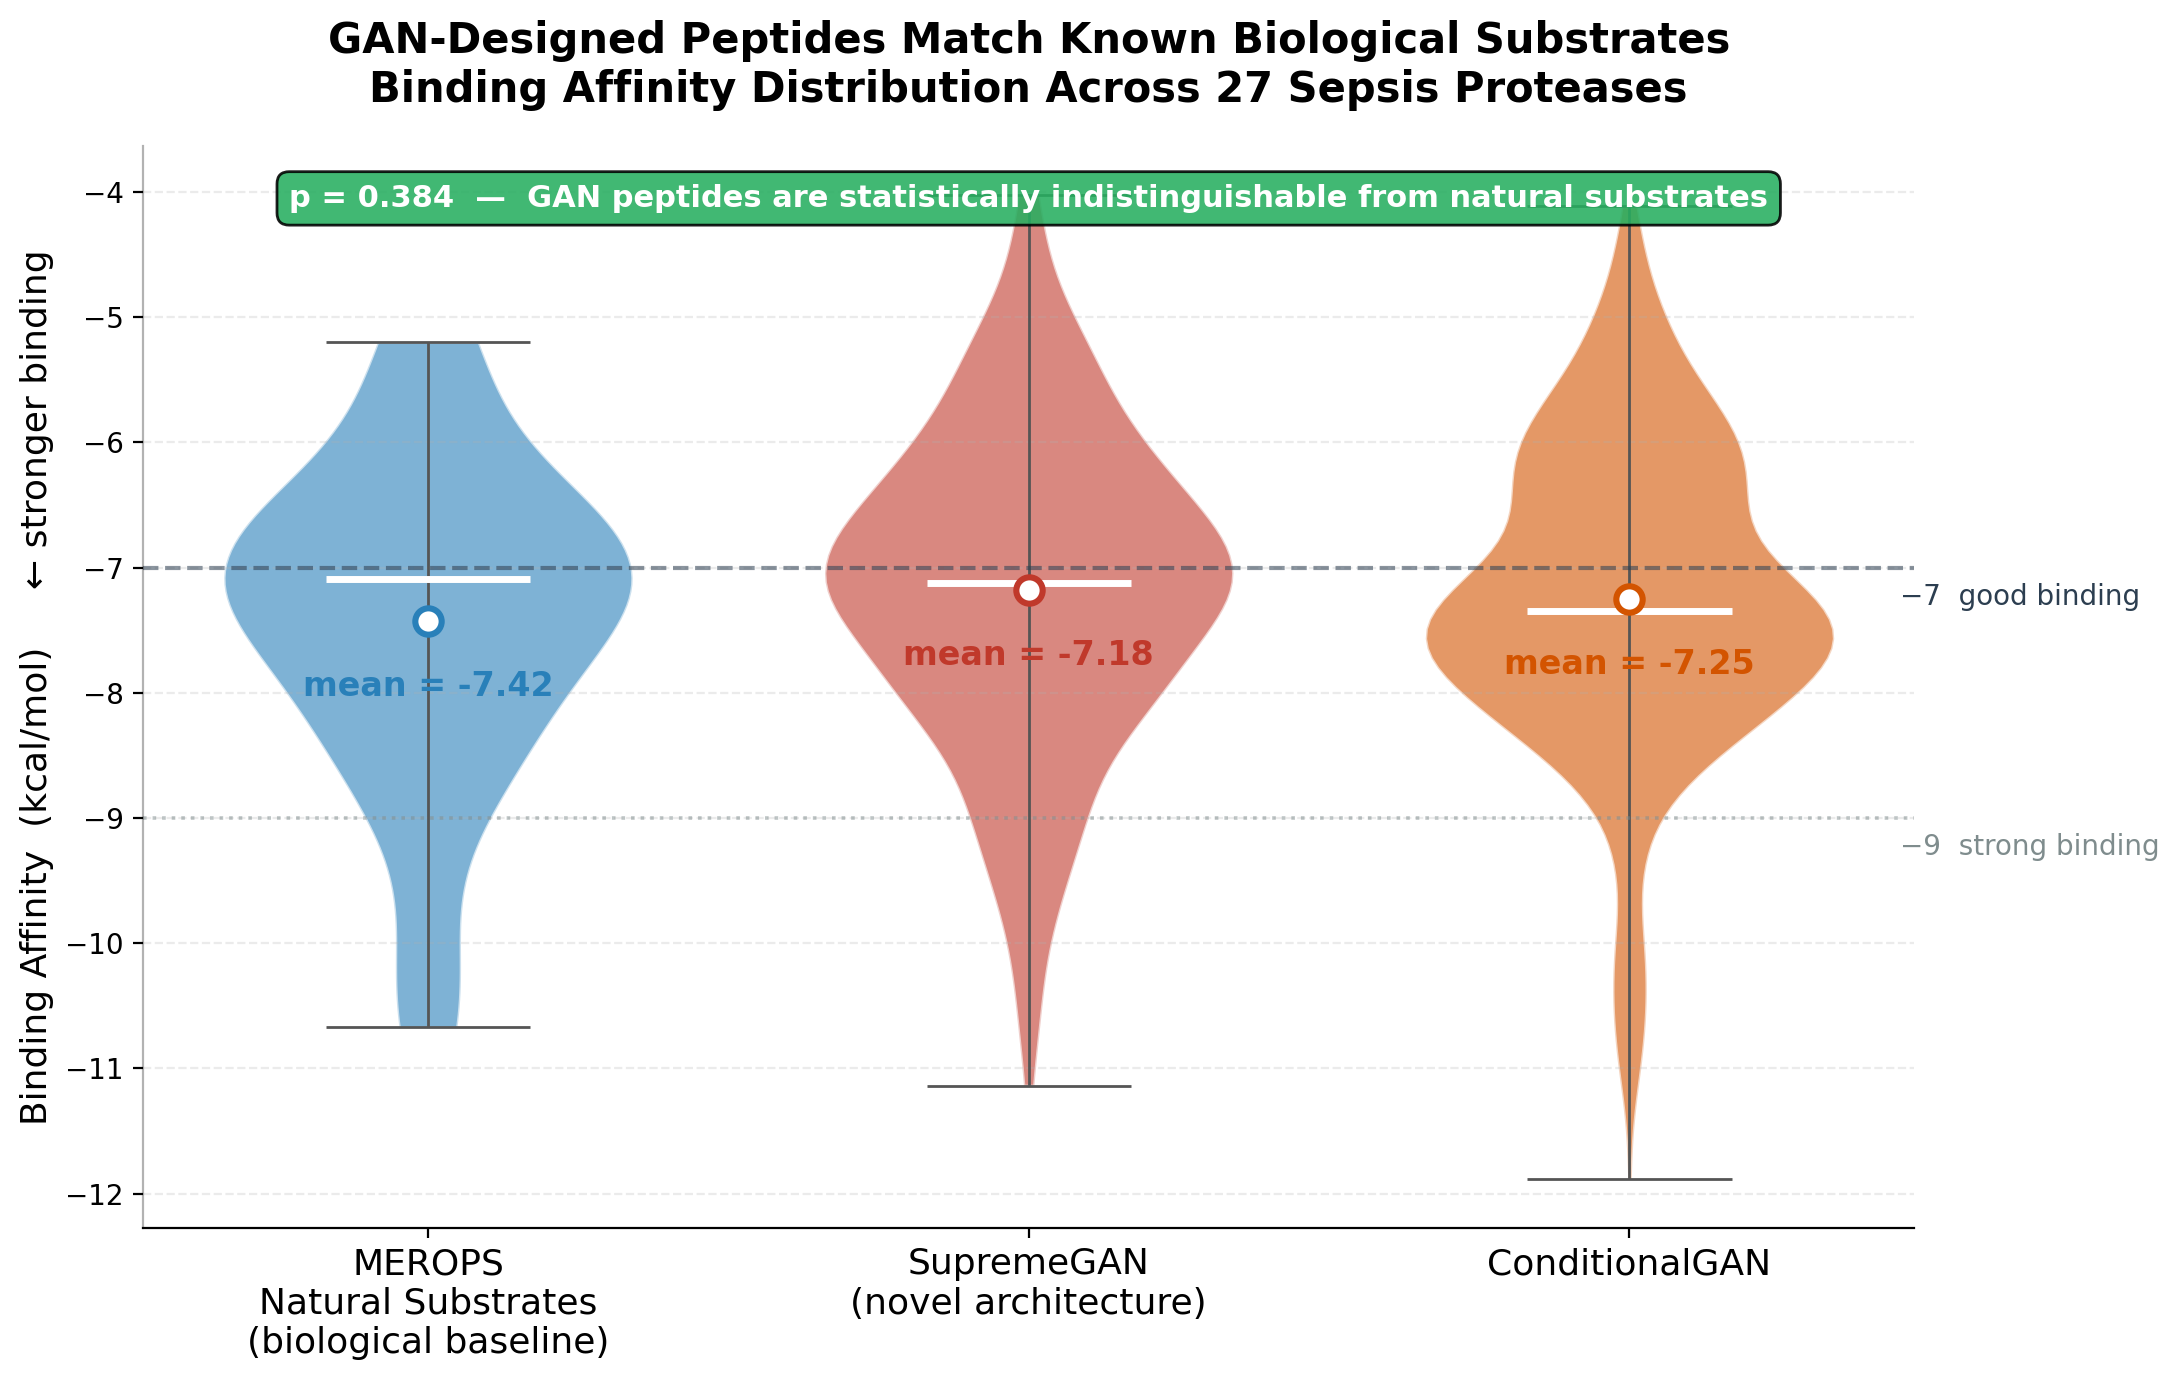 GAN-Designed Peptides Match Known Biological Substrates
Binding Affinity Distribution Across 27 Sepsis Proteases
p = 0.384  —  GAN peptides are statistically indistinguishable from natural substrates
Binding Affinity  (kcal/mol)    ← stronger binding
−4
−5
−6
−7
−8
−9
−10
−11
−12
mean = -7.42
mean = -7.18
mean = -7.25
−7  good binding
−9  strong binding
MEROPS
Natural Substrates
(biological baseline)
SupremeGAN
(novel architecture)
ConditionalGAN